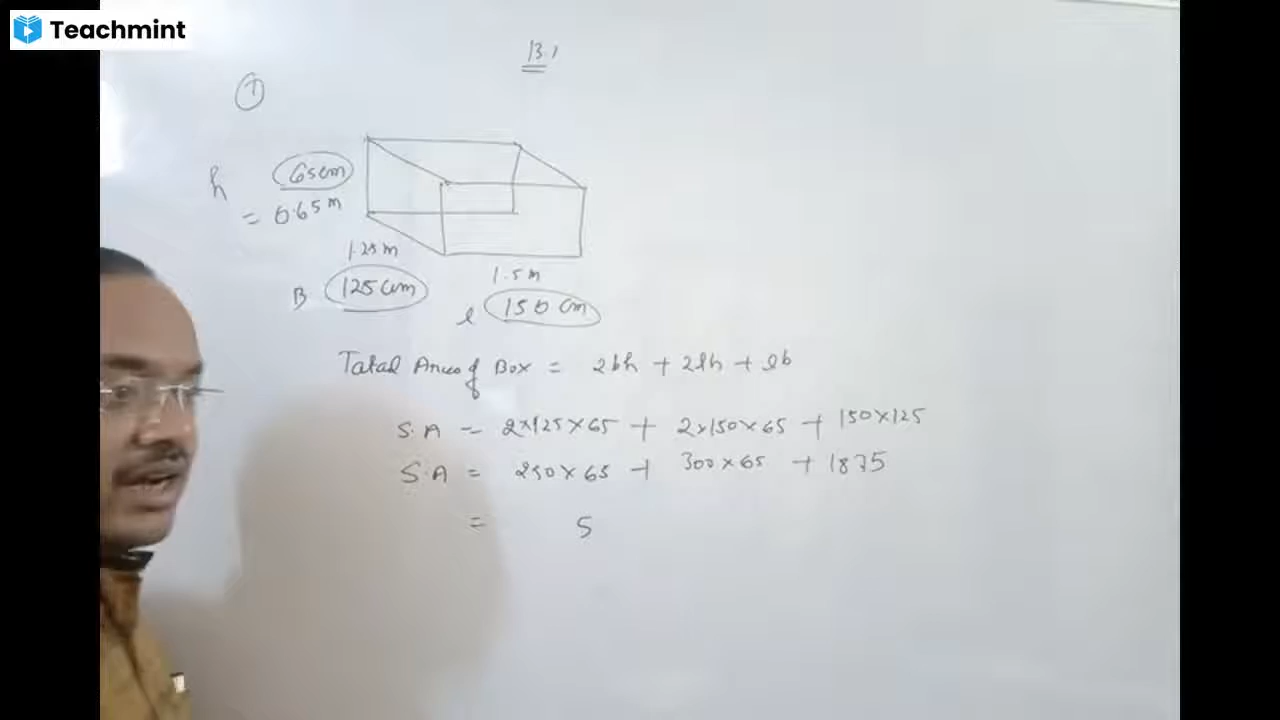 Teachmint
13.1
1
h 65cm
= 0.65 m
1.25 m
B 125 cm
1.5 m
l 150 cm
Total Area of Box = 2bh + 2lh + lb
S.A = 2×125×65 + 2×150×65 + 150×125
S.A = 250×65 + 300×65 + 1875
= 5